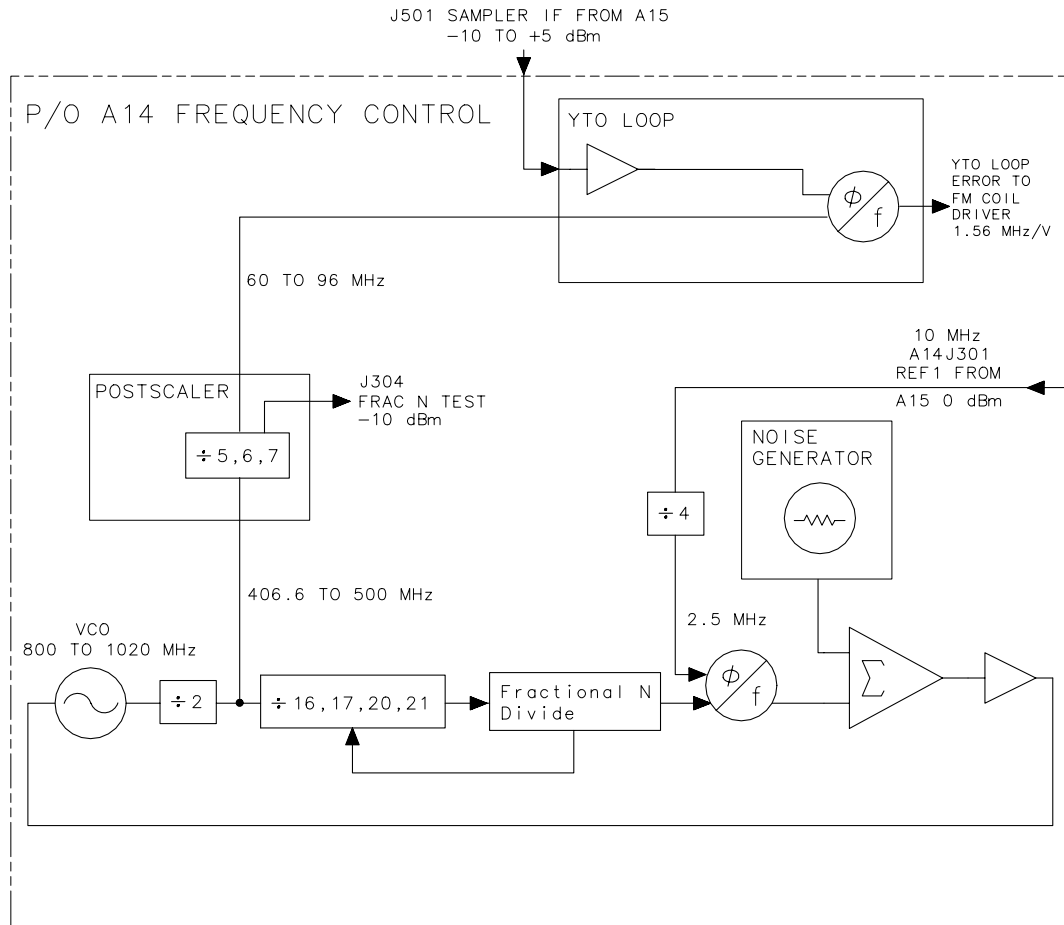 J501 SAMPLER IF FROM A15
-10 TO +5 dBm
P/O A14 FREQUENCY CONTROL
YTO LOOP
ϕ
f
YTO LOOP
ERROR TO
FM COIL
DRIVER
1.56 MHz/V
60 TO 96 MHz
10 MHz
A14J301
REF1 FROM
A15 0 dBm
POSTSCALER
J304
FRAC N TEST
-10 dBm
÷5,6,7
NOISE
GENERATOR
÷4
406.6 TO 500 MHz
2.5 MHz
VCO
800 TO 1020 MHz
÷2
÷16,17,20,21
Fractional N
Divide
ϕ
f
Σ